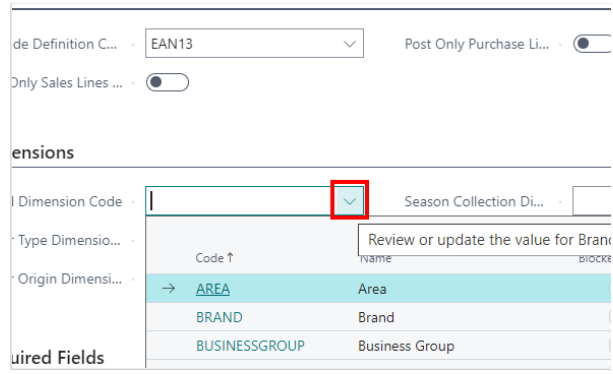 de Definition C... EAN13 Post Only Purchase Li...
Only Sales Lines ...
ensions
Dimension Code Season Collection Di...
Type Dimensio... Review or update the value for Brand
Code ↑ Name Blocke
Origin Dimensi... → AREA Area
BRAND Brand
BUSINESSGROUP Business Group
uired Fields